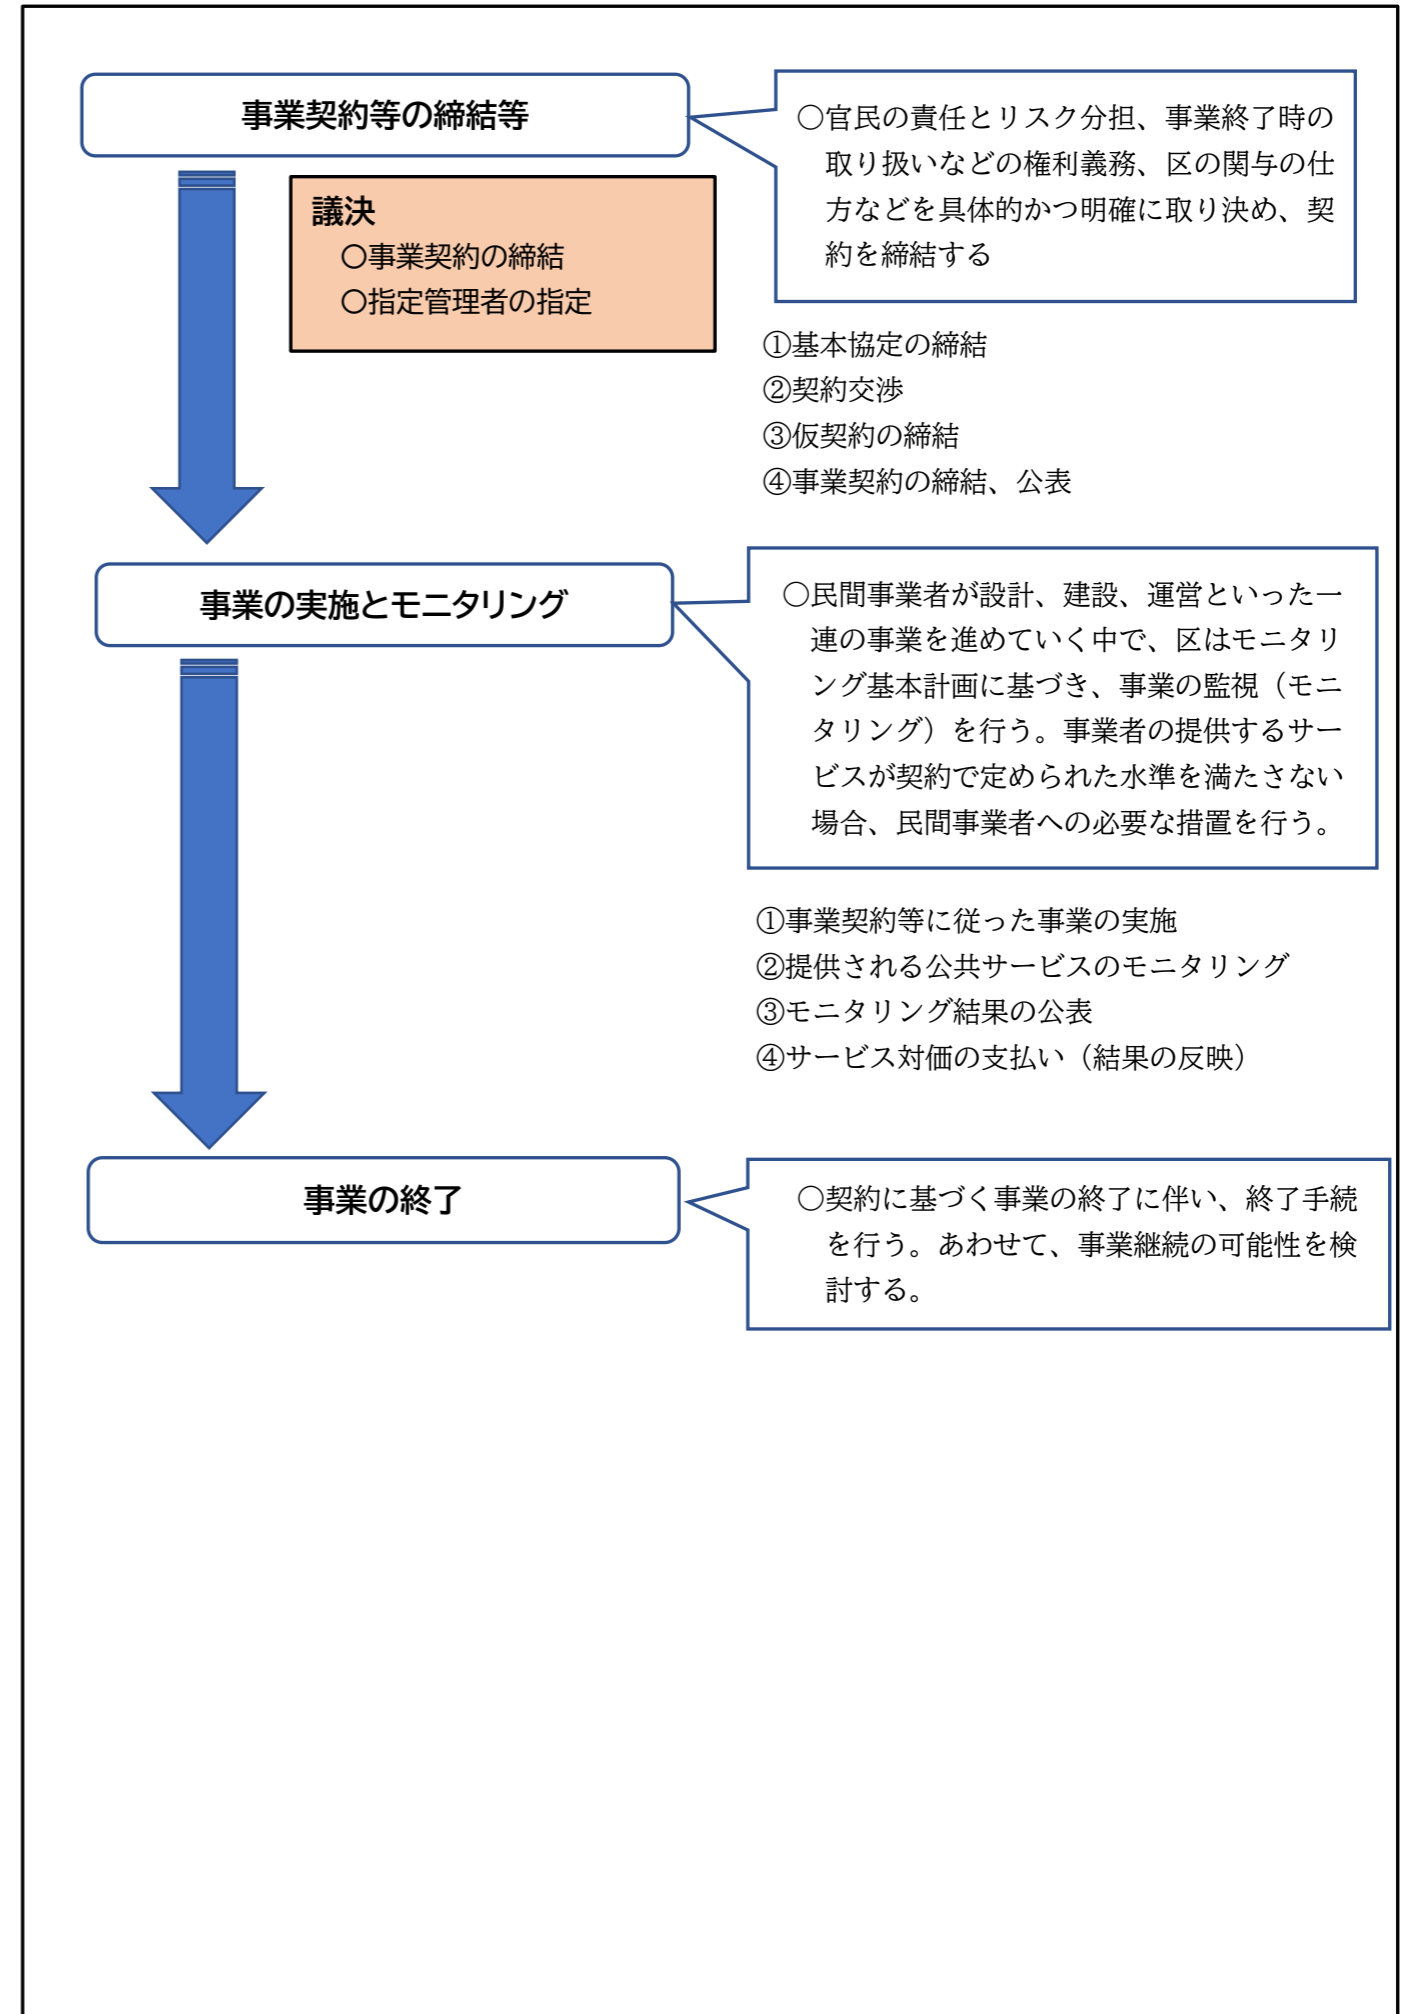 事業契約等の締結等
〇官民の責任とリスク分担、事業終了時の
取り扱いなどの権利義務、区の関与の仕
方などを具体的かつ明確に取り決め、契
約を締結する
議決
〇事業契約の締結
〇指定管理者の指定
①基本協定の締結
②契約交渉
③仮契約の締結
④事業契約の締結、公表
事業の実施とモニタリング
〇民間事業者が設計、建設、運営といった一
連の事業を進めていく中で、区はモニタリ
ング基本計画に基づき、事業の監視（モニ
タリング）を行う。事業者の提供するサー
ビスが契約で定められた水準を満たさない
場合、民間事業者への必要な措置を行う。
①事業契約等に従った事業の実施
②提供される公共サービスのモニタリング
③モニタリング結果の公表
④サービス対価の支払い（結果の反映）
事業の終了
〇契約に基づく事業の終了に伴い、終了手続
を行う。あわせて、事業継続の可能性を検
討する。